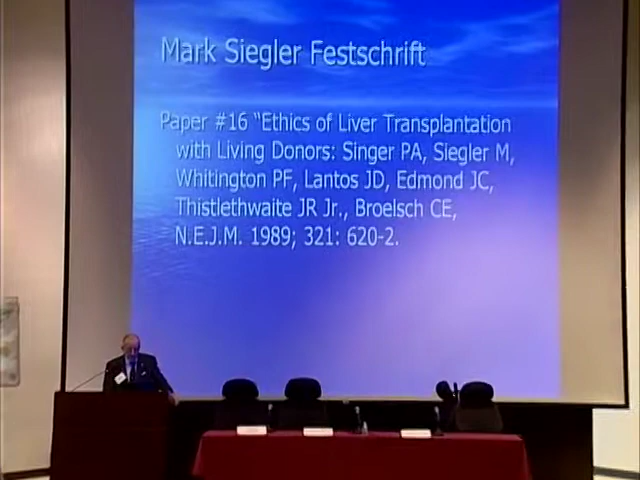 Mark Siegler Festschrift
Paper #16 "Ethics of Liver Transplantation
with Living Donors: Singer PA, Siegler M,
Whitington PF, Lantos JD, Edmond JC,
Thistlethwaite JR Jr., Broelsch CE,
N.E.J.M. 1989; 321: 620-2.